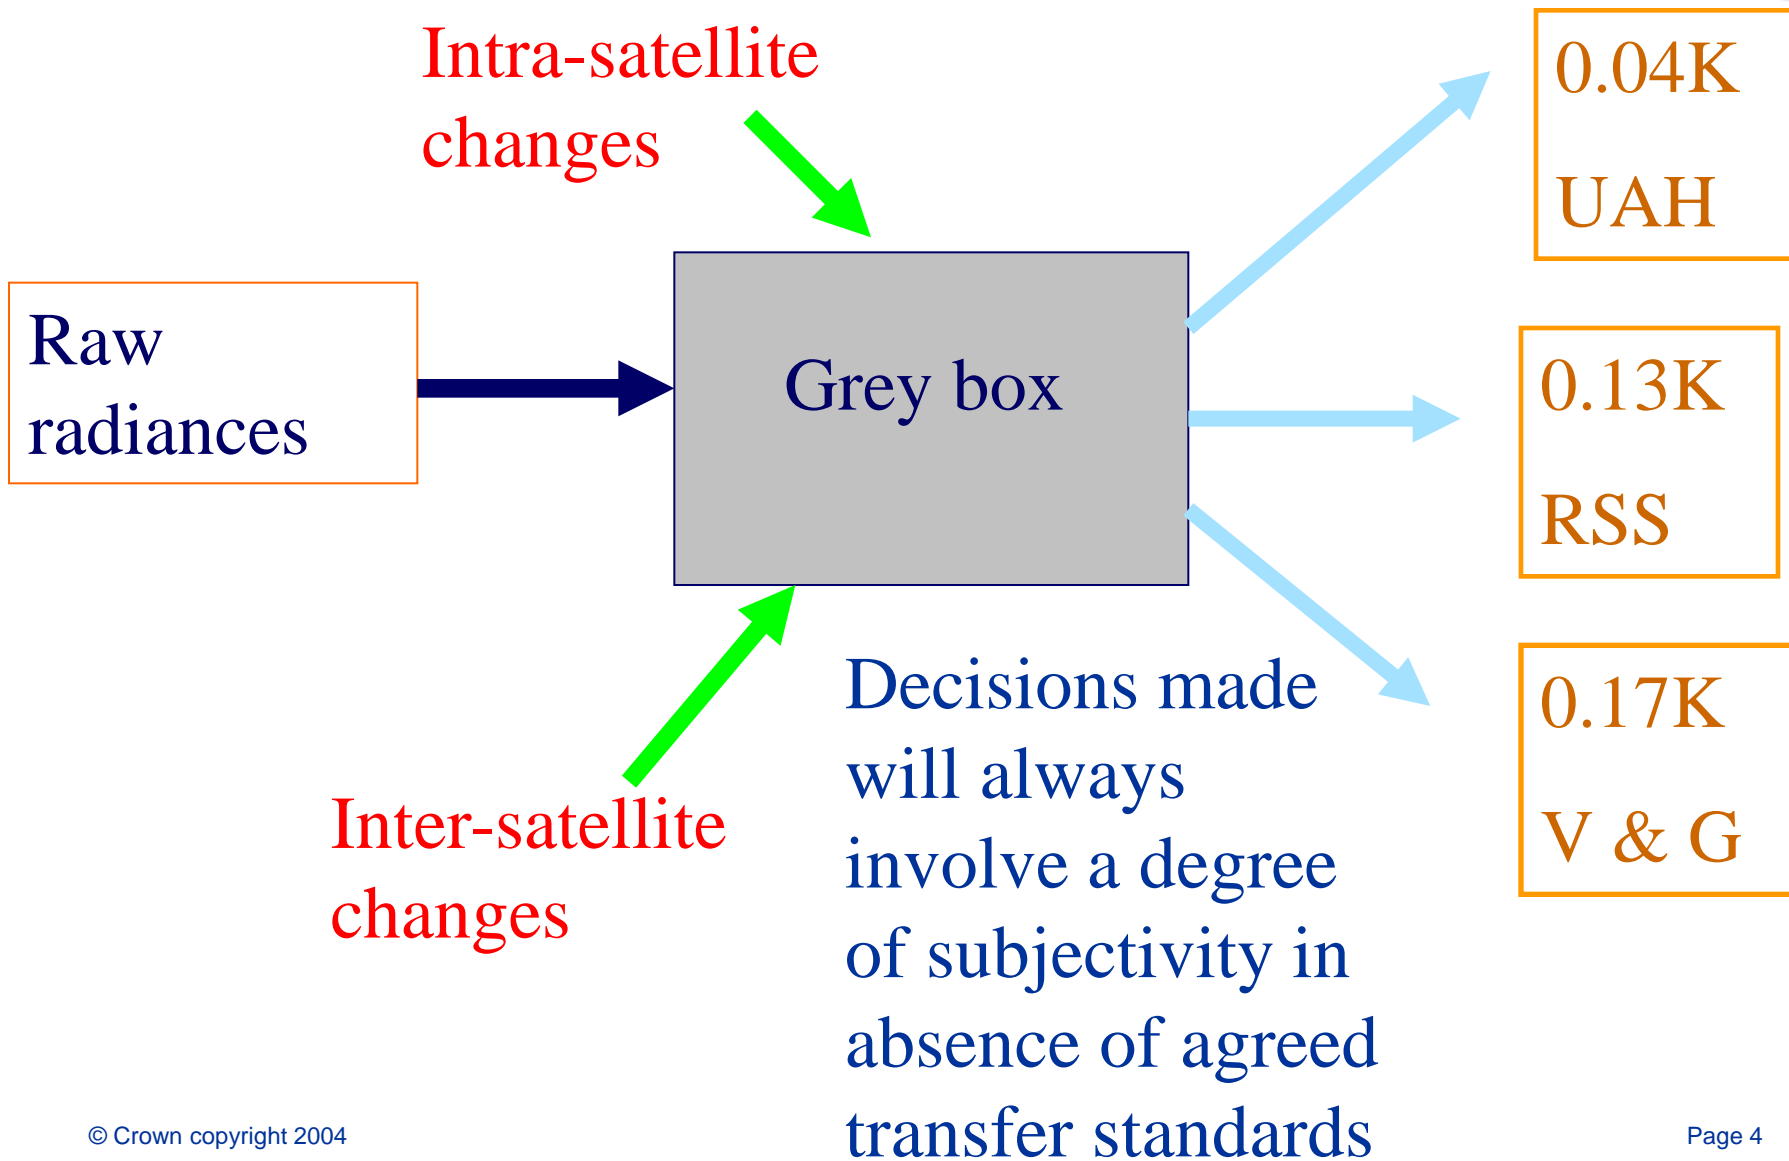 Intra-satellite
changes
Raw
radiances
Grey box
Inter-satellite
changes
Decisions made
will always
involve a degree
of subjectivity in
absence of agreed
transfer standards
0.04K
UAH
0.13K
RSS
0.17K
V & G
© Crown copyright 2004
Page 4